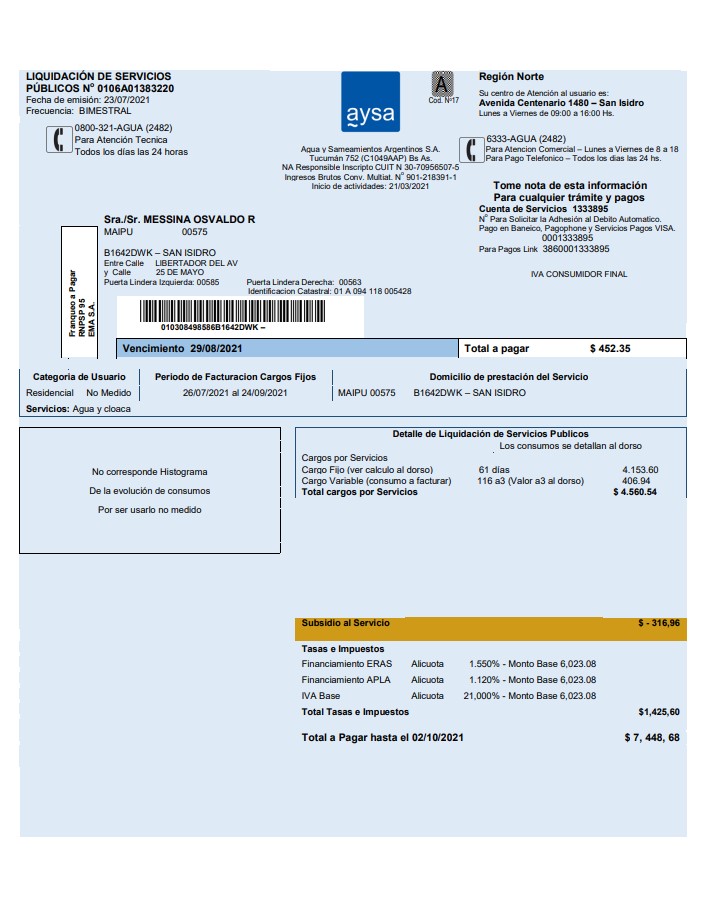 LIQUIDACIÓN DE SERVICIOS
PÚBLICOS Nº 0106A01383220
Fecha de emisión: 23/07/2021
Frecuencia: BIMESTRAL
0800-321-AGUA (2482)
Para Atención Tecnica
Todos los días las 24 horas
aysa
A
Cod. Nº17
Agua y Sameamientos Argentinos S.A.
Tucumán 752 (C1049AAP) Bs As.
NA Responsible Inscripto CUIT N 30-70956507-5
Ingresos Brutos Conv. Multiat. Nº 901-218391-1
Inicio de actividades: 21/03/2021
Región Norte
Su centro de Atención al usuario es:
Avenida Centenario 1480 – San Isidro
Lunes a Viernes de 09:00 a 16:00 Hs.
6333-AGUA (2482)
Para Atencion Comercial – Lunes a Viernes de 8 a 18
Para Pago Telefonico – Todos los dias las 24 hs.
Tome nota de esta información
Para cualquier trámite y pagos
Cuenta de Servicios 1333895
Nº Para Solicitar la Adhesión al Debito Automatico.
Pago en Baneico, Pagophone y Servicios Pagos VISA.
0001333895
Para Pagos Link 3860001333895
IVA CONSUMIDOR FINAL
Sra./Sr. MESSINA OSVALDO R
MAIPU 00575
B1642DWK – SAN ISIDRO
Entre Calle LIBERTADOR DEL AV
y Calle 25 DE MAYO
Puerta Lindera Izquierda: 00585 Puerta Lindera Derecha: 00563
Identificacion Catastral: 01 A 094 118 005428
Franqueo a Pagar
RNPSP 95
EMA S.A.
010308498586B1642DWK –
Vencimiento 29/08/2021 Total a pagar $ 452.35
Categoria de Usuario Periodo de Facturacion Cargos Fijos Domicilio de prestación del Servicio
Residencial No Medido 26/07/2021 al 24/09/2021 MAIPU 00575 B1642DWK – SAN ISIDRO
Servicios: Agua y cloaca
No corresponde Histograma
De la evolución de consumos
Por ser usarlo no medido
Detalle de Liquidación de Servicios Publicos
Los consumos se detallan al dorso
Cargos por Servicios
Cargo Fijo (ver calculo al dorso) 61 días 4.153.60
Cargo Variable (consumo a facturar) 116 a3 (Valor a3 al dorso) 406.94
Total cargos por Servicios $ 4.560.54
Subsidio al Servicio $ - 316,96
Tasas e Impuestos
Financiamiento ERAS Alicuota 1.550% - Monto Base 6,023.08
Financiamiento APLA Alicuota 1.120% - Monto Base 6,023.08
IVA Base Alicuota 21,000% - Monto Base 6,023.08
Total Tasas e Impuestos $1,425,60
Total a Pagar hasta el 02/10/2021 $ 7, 448, 68